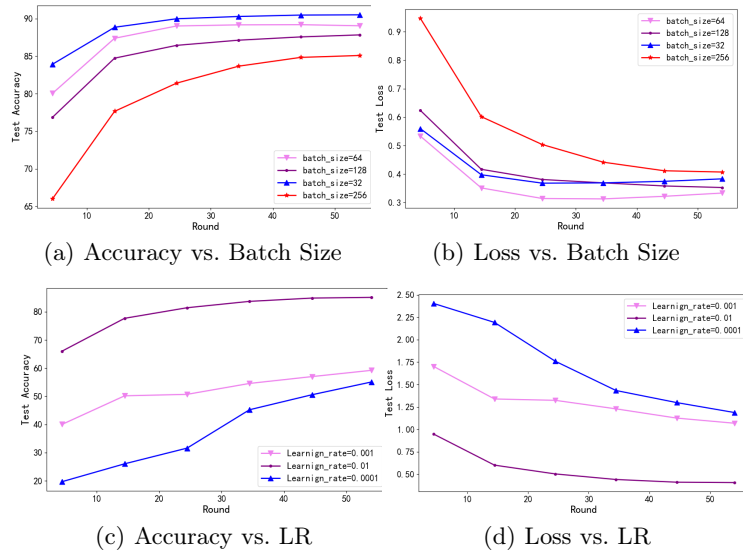 90
85
80
75
70
65
Test Accuracy
batch_size=64
batch_size=128
batch_size=32
batch_size=256
10 20 30 40 50
Round
(a) Accuracy vs. Batch Size
0.9
0.8
0.7
0.6
0.5
0.4
0.3
Test Loss
batch_size=64
batch_size=128
batch_size=32
batch_size=256
10 20 30 40 50
Round
(b) Loss vs. Batch Size
80
70
60
50
40
30
20
Test Accuracy
Learnign_rate=0.001
Learnign_rate=0.01
Learnign_rate=0.0001
10 20 30 40 50
Round
(c) Accuracy vs. LR
2.50
2.25
2.00
1.75
1.50
1.25
1.00
0.75
0.50
Test Loss
Learnign_rate=0.001
Learnign_rate=0.01
Learnign_rate=0.0001
10 20 30 40 50
Round
(d) Loss vs. LR